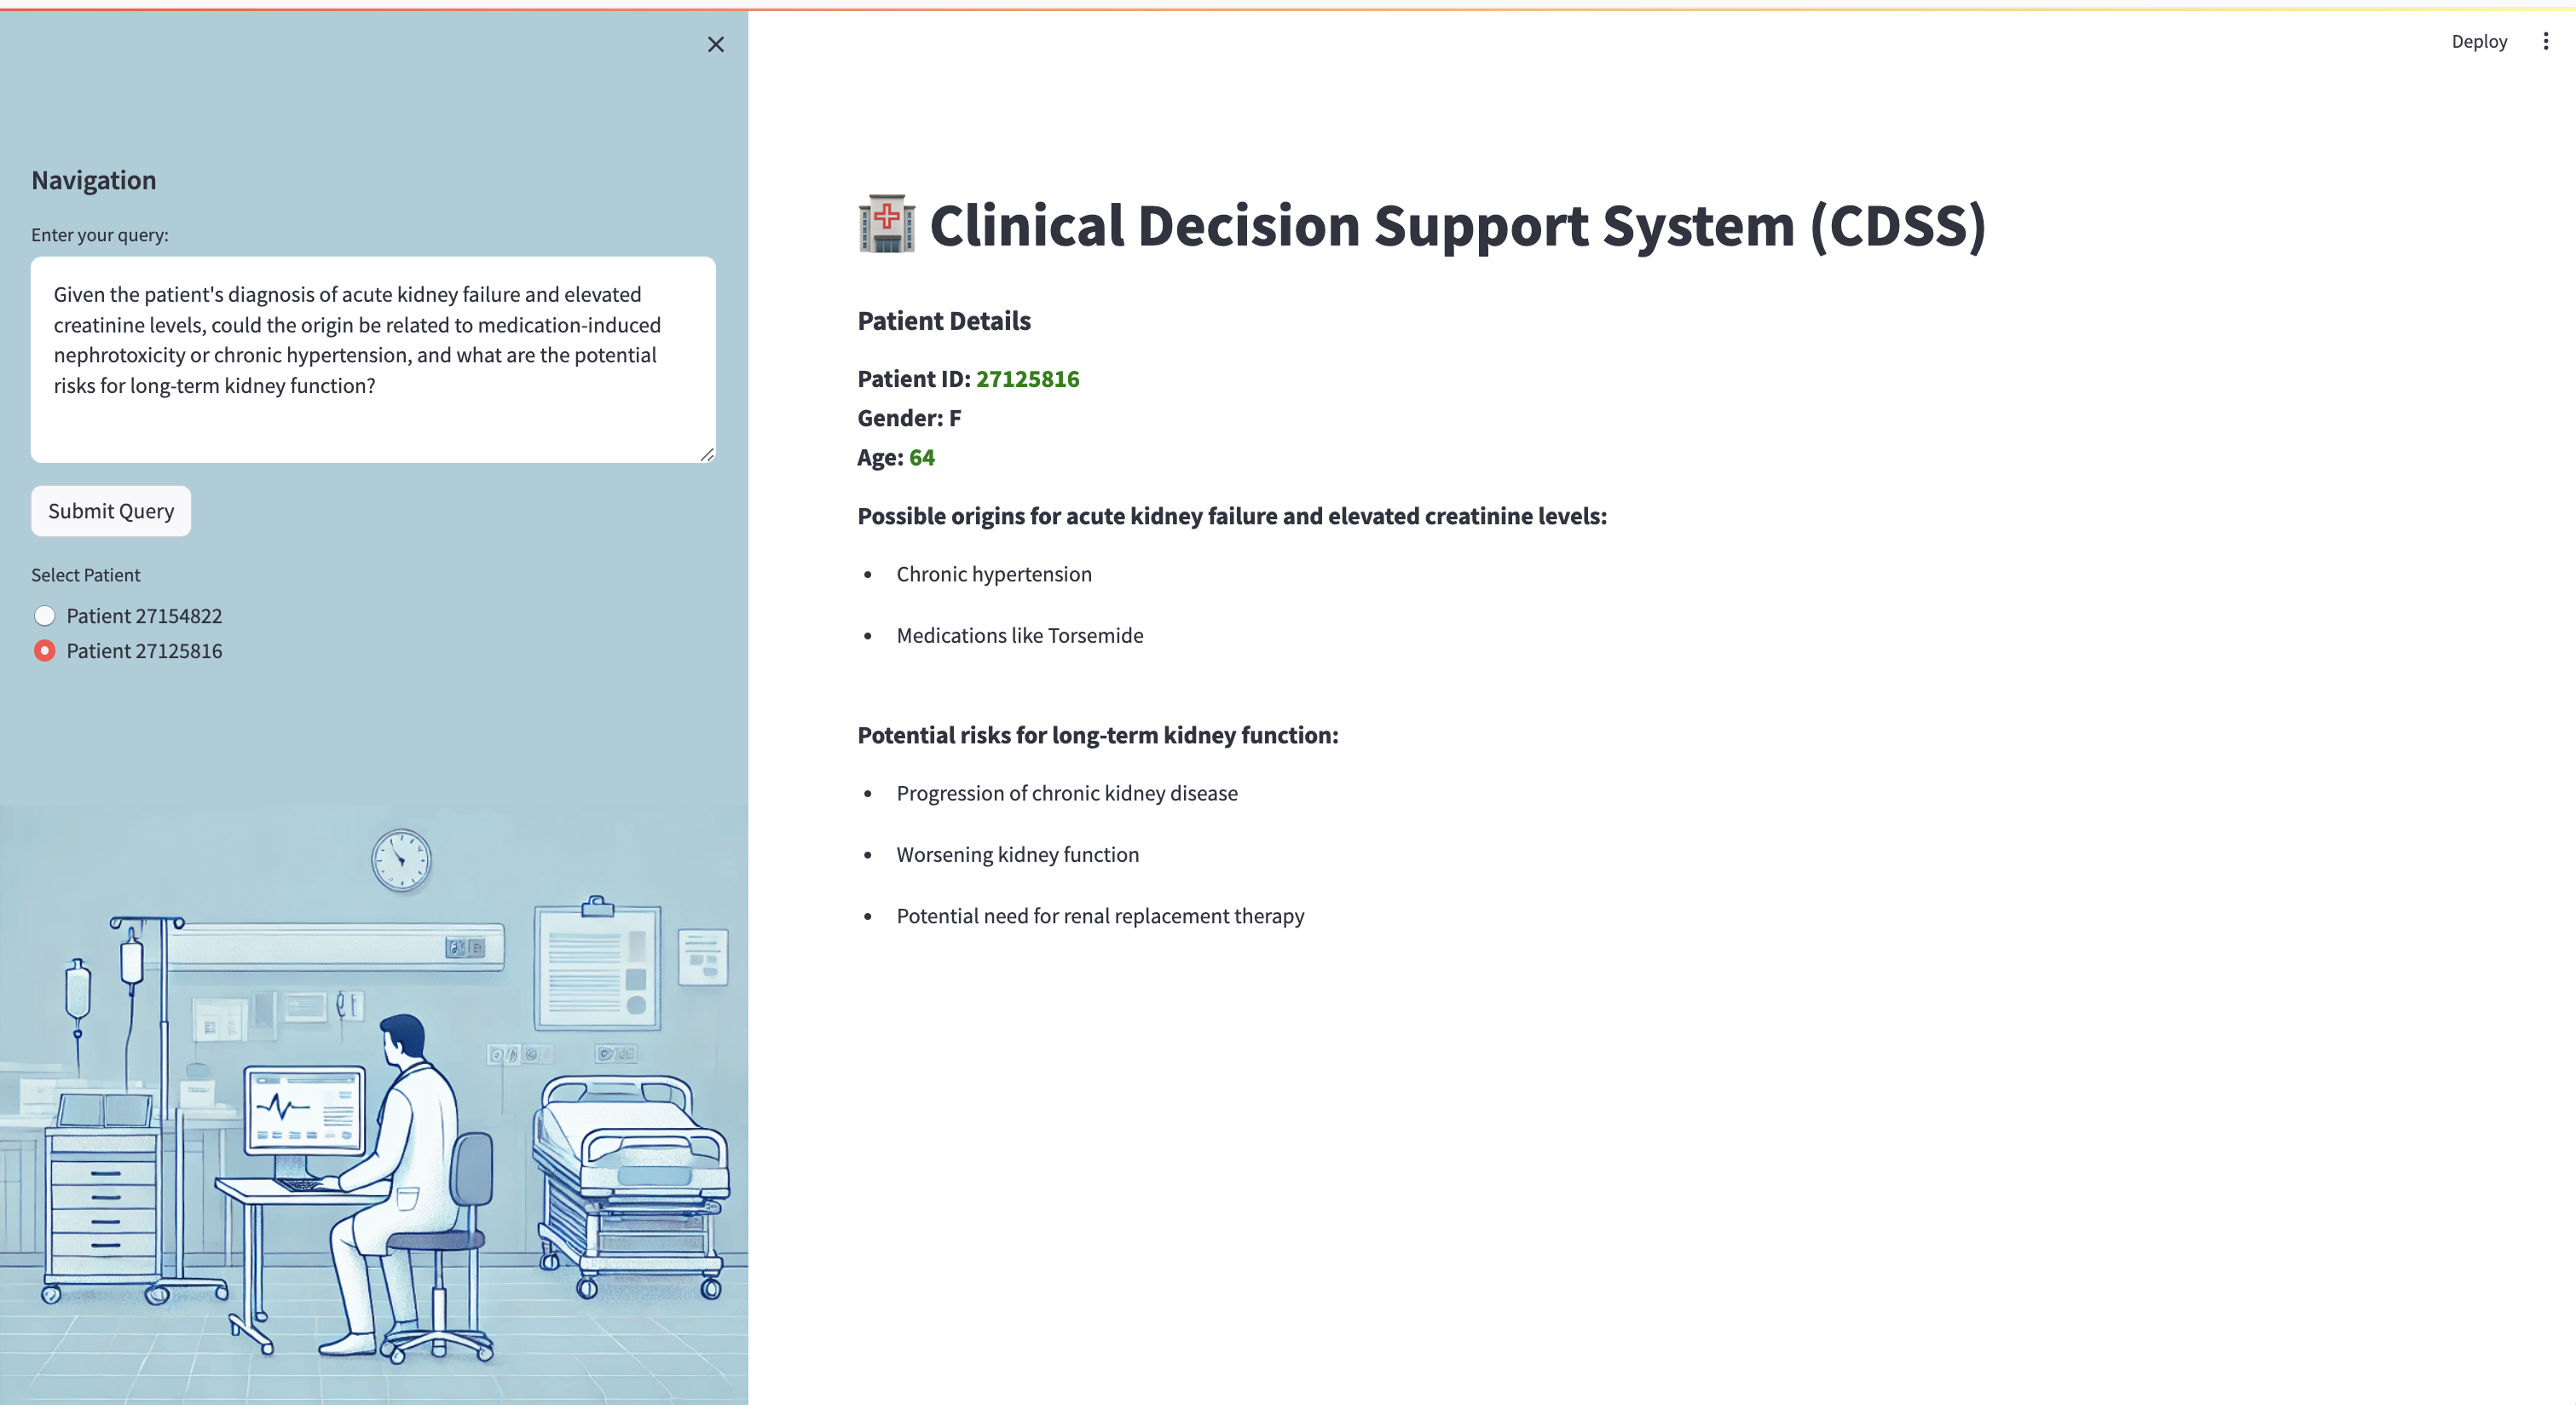 Deploy
Navigation
Enter your query:
Given the patient's diagnosis of acute kidney failure and elevated
creatinine levels, could the origin be related to medication-induced
nephrotoxicity or chronic hypertension, and what are the potential
risks for long-term kidney function?
Submit Query
Select Patient
Patient 27154822
Patient 27125816
Clinical Decision Support System (CDSS)
Patient Details
Patient ID: 27125816
Gender: F
Age: 64
Possible origins for acute kidney failure and elevated creatinine levels:
Chronic hypertension
Medications like Torsemide
Potential risks for long-term kidney function:
Progression of chronic kidney disease
Worsening kidney function
Potential need for renal replacement therapy